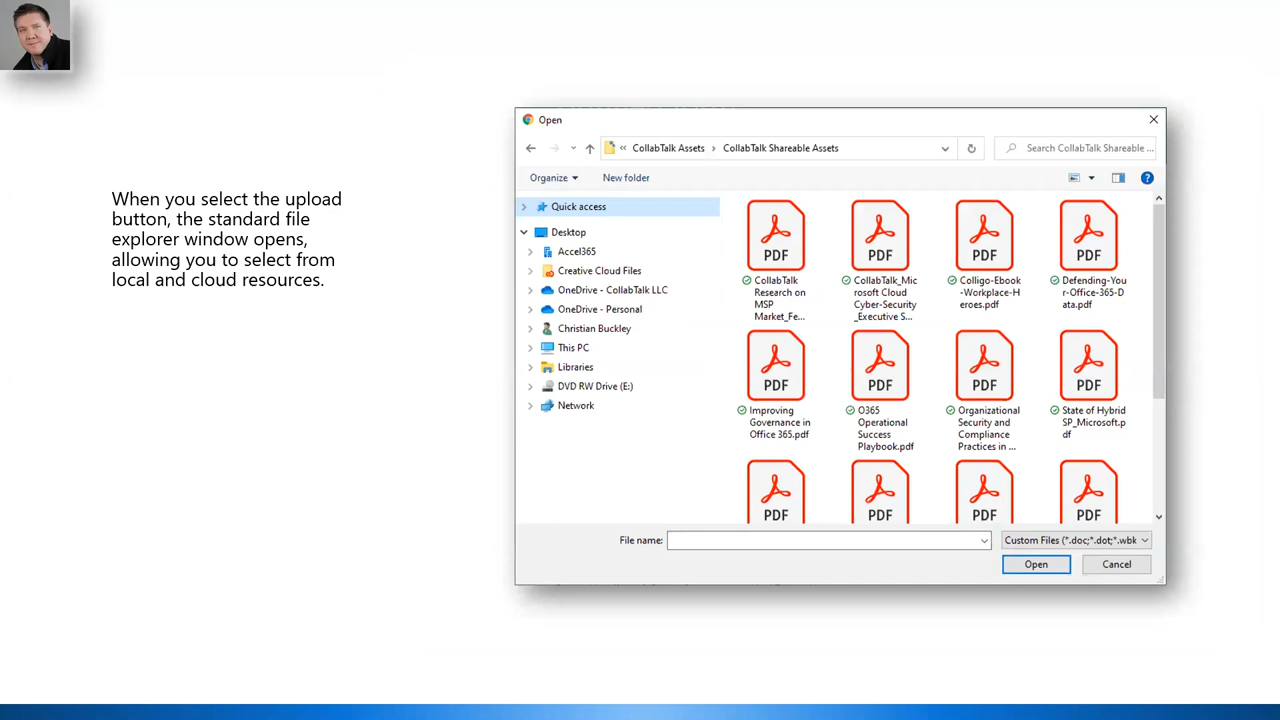 When you select the upload
button, the standard file
explorer window opens,
allowing you to select from
local and cloud resources.
Open
« CollabTalk Assets > CollabTalk Shareable Assets
Search CollabTalk Shareable ...
Organize
New folder
Quick access
Desktop
Accel365
Creative Cloud Files
OneDrive - CollabTalk LLC
OneDrive - Personal
Christian Buckley
This PC
Libraries
DVD RW Drive (E:)
Network
PDF PDF PDF PDF
CollabTalk
Research on
MSP
Market_Fe...
CollabTalk_Mic
rosoft Cloud
Cyber-Security
_Executive S...
Colligo-Ebook
-Workplace-H
eroes.pdf
Defending-You
r-Office-365-D
ata.pdf
PDF PDF PDF PDF
Improving
Governance in
Office 365.pdf
O365
Operational
Success
Playbook.pdf
Organizational
Security and
Compliance
Practices in ...
State of Hybrid
SP_Microsoft.p
df
PDF PDF PDF PDF
File name:
Custom Files (*.doc;*.dot;*.wbk
Open
Cancel